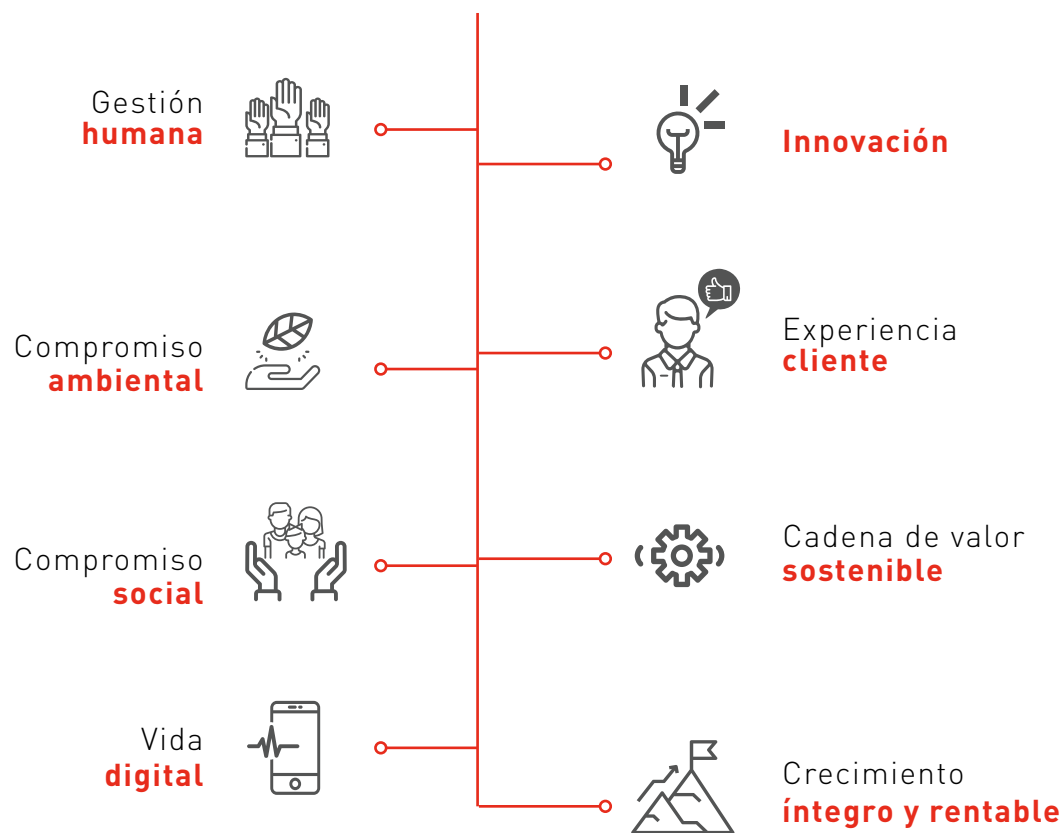 Gestión
humana
Innovación
Compromiso
ambiental
Experiencia
cliente
Compromiso
social
Cadena de valor
sostenible
Vida
digital
Crecimiento
íntegro y rentable